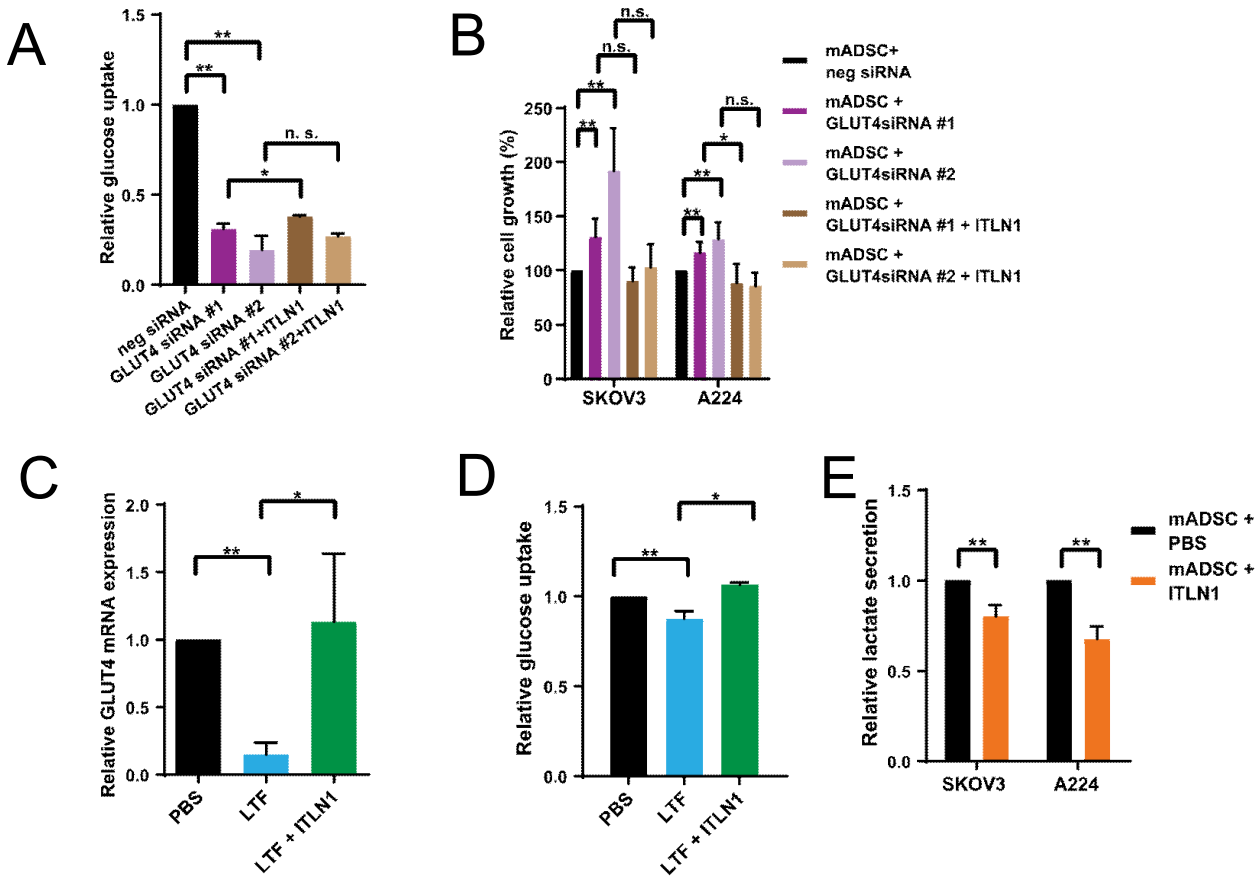 A
1.5
1.0
0.5
0.0
Relative glucose uptake
**
**
n. s.
*
neg siRNA
GLUT4 siRNA #1
GLUT4 siRNA #2
GLUT4 siRNA #1+ITLN1
GLUT4 siRNA #2+ITLN1
B
250
200
150
100
50
0
Relative cell growth (%)
n.s.
n.s.
**
**
n.s.
*
**
**
SKOV3
A224
mADSC+
neg siRNA
mADSC +
GLUT4siRNA #1
mADSC +
GLUT4siRNA #2
mADSC +
GLUT4siRNA #1 + ITLN1
mADSC +
GLUT4siRNA #2 + ITLN1
C
2.0
1.5
1.0
0.5
0.0
Relative GLUT4 mRNA expression
*
**
PBS
LTF
LTF + ITLN1
D
1.5
1.0
0.5
0.0
Relative glucose uptake
*
**
PBS
LTF
LTF + ITLN1
E
1.5
1.0
0.5
0.0
Relative lactate secretion
**
**
SKOV3
A224
mADSC +
PBS
mADSC +
ITLN1